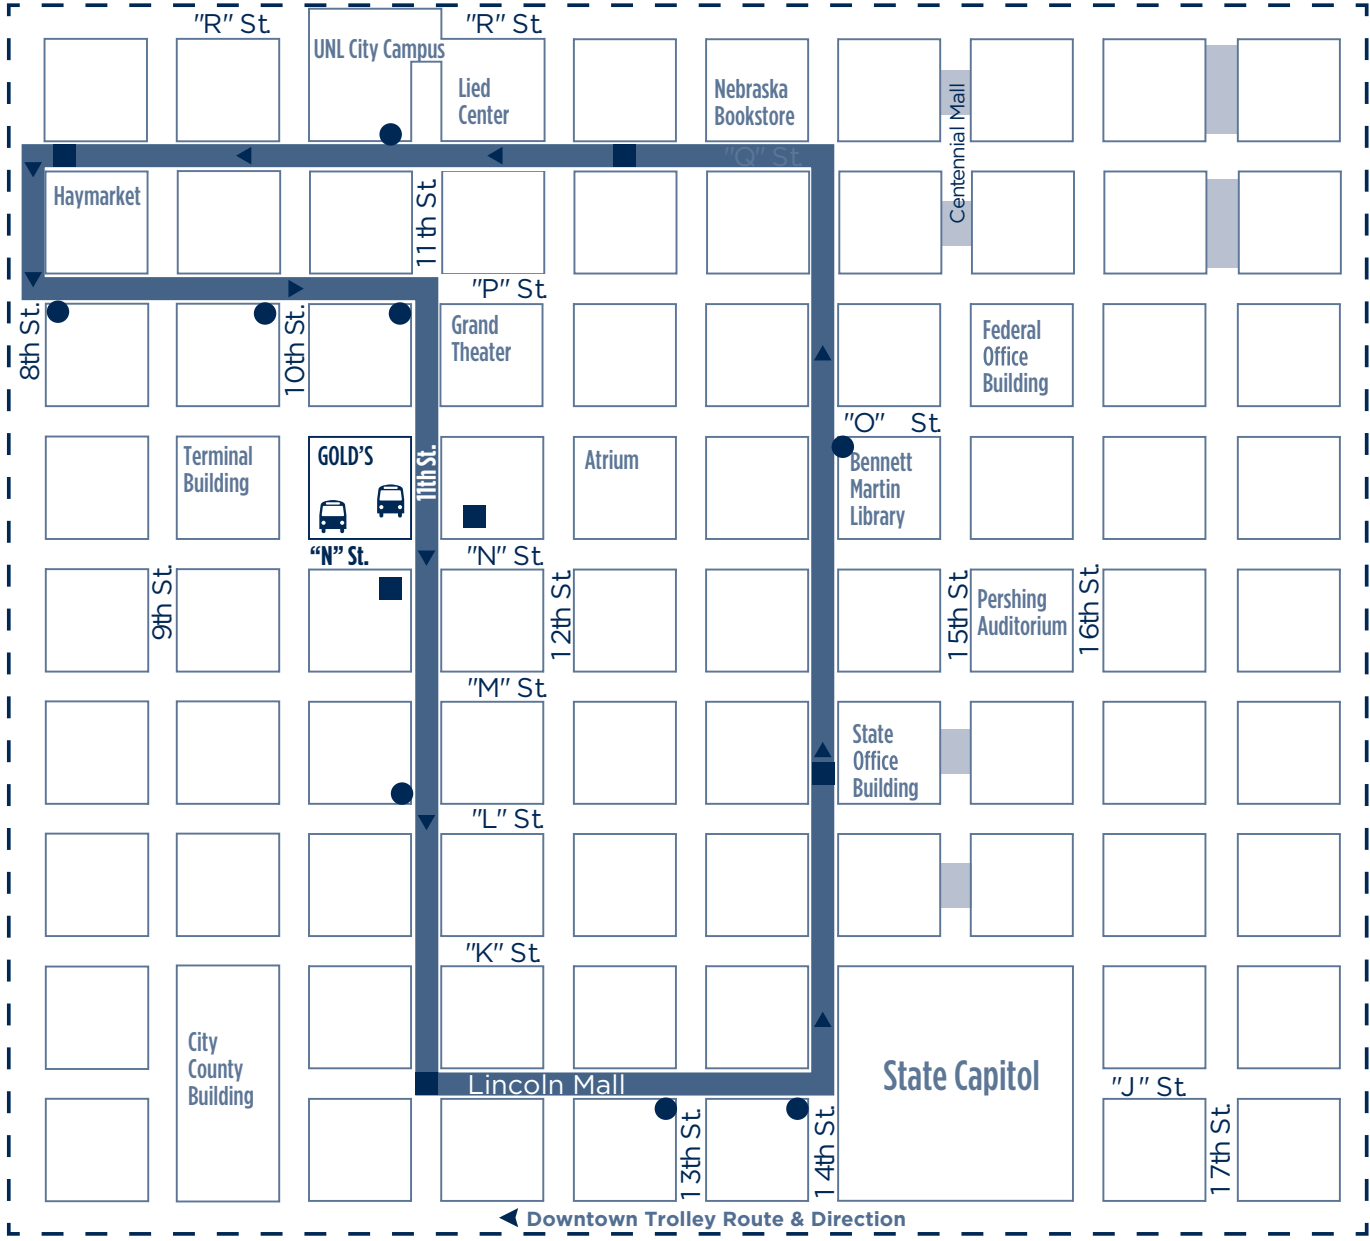 "R" St.
"R" St.
UNL City Campus
Lied
Center
Nebraska
Bookstore
Centennial Mall
"Q" St.
Haymarket
11th St.
"P" St.
8th St.
10th St.
Grand
Theater
Federal
Office
Building
"O" St.
Terminal
Building
GOLD'S
11th St.
Atrium
Bennett
Martin
Library
“N” St.
"N" St.
9th St.
12th St.
15th St.
Pershing
Auditorium
16th St.
"M" St.
State
Office
Building
"L" St.
"K" St.
City
County
Building
Lincoln Mall
State Capitol
"J" St.
13th St.
14th St.
17th St.
Downtown Trolley Route & Direction